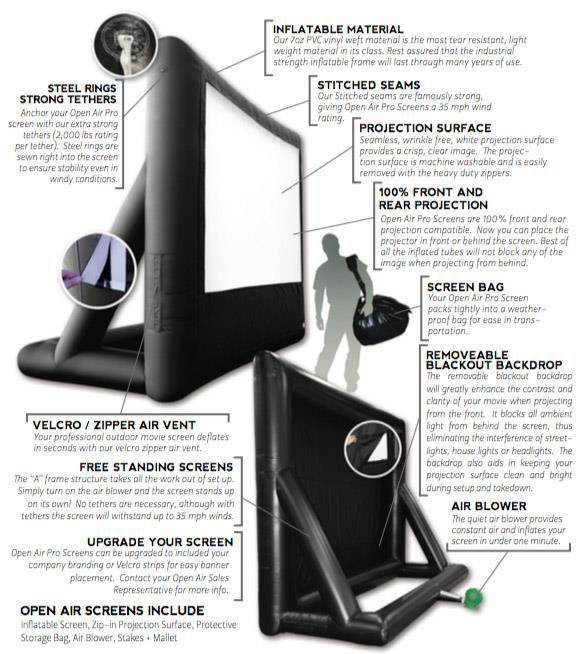 INFLATABLE MATERIAL
Our 7oz PVC vinyl weft material is the most tear resistant, light
weight material in its class. Rest assured that the industrial
strength inflatable frame will last through many years of use.
STEEL RINGS
STRONG TETHERS
Anchor your Open Air Pro
screen with our extra strong
tethers (2,000 lbs rating
per tether). Steel rings are
sewn right into the screen
to ensure stability even in
windy conditions.
STITCHED SEAMS
Our Stitched seams are famously strong,
giving Open Air Pro Screens a 35 mph wind
rating.
PROJECTION SURFACE
Seamless, wrinkle free, white projection surface
provides a crisp, clear image. The projec-
tion surface is machine washable and is easily
removed with the heavy duty zippers.
100% FRONT AND
REAR PROJECTION
Open Air Pro Screens are 100% front and rear
projection compatible. Now you can place the
projector in front or behind the screen. Best of
all the inflated tubes will not block any of the
image when projecting from behind.
SCREEN BAG
Your Open Air Pro Screen
packs tightly into a weather-
proof bag for ease in trans-
portation.
REMOVEABLE
BLACKOUT BACKDROP
The removable blackout backdrop
will greatly enhance the contrast and
clarity of your movie when projecting
from the front. It blocks all ambient
light from behind the screen, thus
eliminating the interference of street-
lights, house lights or headlights. The
backdrop also aids in keeping your
projection surface clean and bright
during setup and takedown.
VELCRO / ZIPPER AIR VENT
Your professional outdoor movie screen deflates
in seconds with our velcro zipper air vent.
FREE STANDING SCREENS
The "A" frame structure takes all the work out of set up.
Simply turn on the air blower and the screen stands up
on its own! No tethers are necessary, although with
tethers the screen will withstand up to 35 mph winds.
AIR BLOWER
The quiet air blower provides
constant air and inflates your
screen in under one minute.
UPGRADE YOUR SCREEN
Open Air Pro Screens can be upgraded to included your
company branding or Velcro strips for easy banner
placement. Contact your Open Air Sales
Representative for more info.
OPEN AIR SCREENS INCLUDE
Inflatable Screen, Zip-in Projection Surface, Protective
Storage Bag, Air Blower, Stakes + Mallet